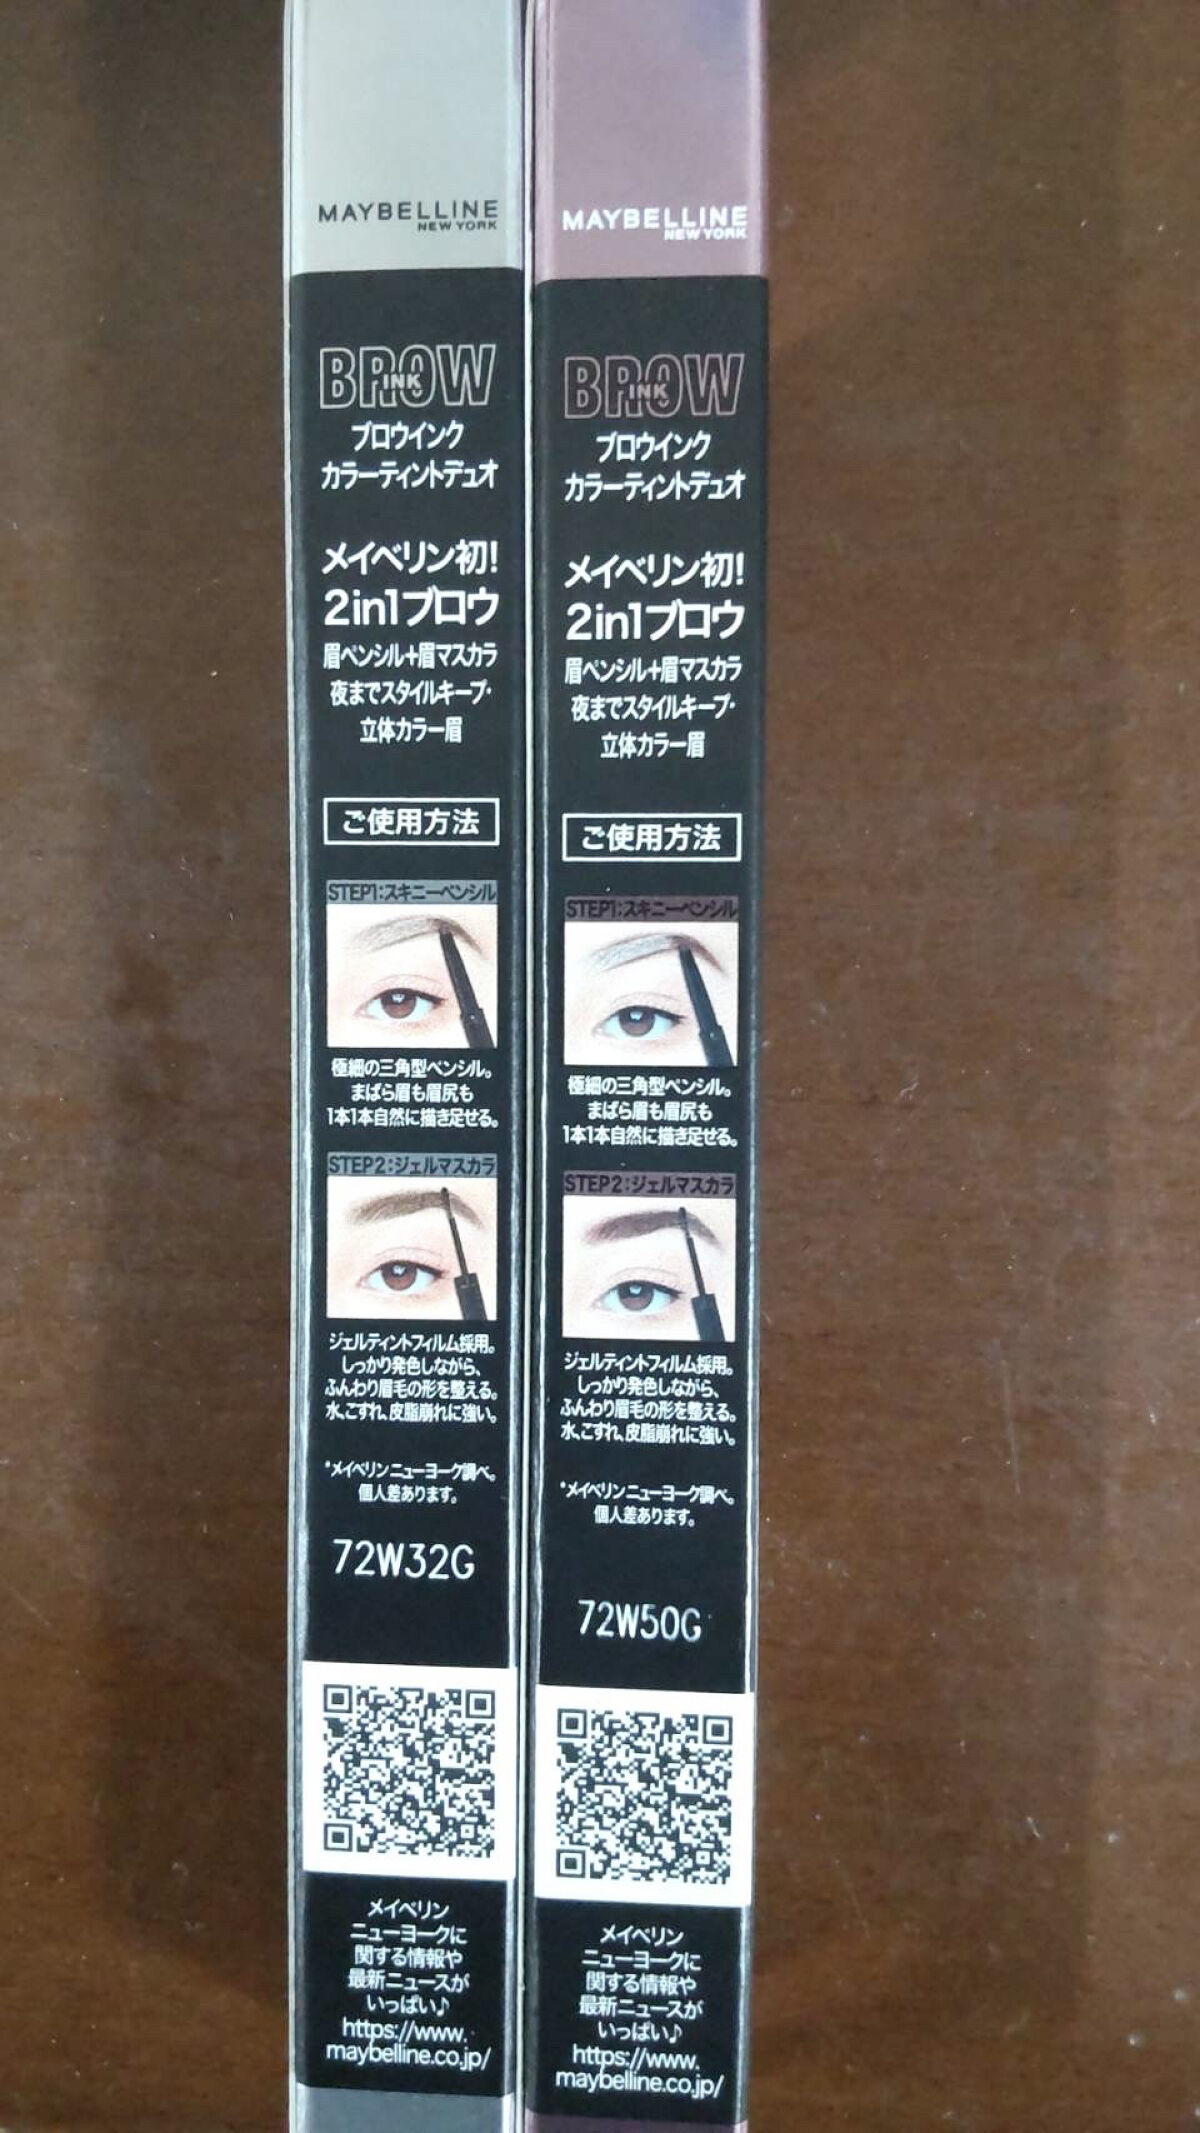 MAYBELLINE
NEW YORK
BROW
INK
ブロウインク
カラーティントデュオ
メイベリン初!
2in1ブロウ
眉ペンシル+眉マスカラ
夜までスタイルキープ*
立体カラー眉
ご使用方法
STEP1:スキニーペンシル
極細の三角型ペンシル。
まばら眉も眉尻も
1本1本自然に描き足せる。
STEP2:ジェルマスカラ
ジェルティントフィルム採用。
しっかり発色しながら、
ふんわり眉毛の形を整える。
水、こすれ、皮脂崩れに強い。
*メイベリン ニューヨーク調べ。
個人差あります。
72W32G
メイベリン
ニューヨークに
関する情報や
最新ニュースが
いっぱい♪
https://www.
maybelline.co.jp/
MAYBELLINE
NEW YORK
BROW
INK
ブロウインク
カラーティントデュオ
メイベリン初!
2in1ブロウ
眉ペンシル+眉マスカラ
夜までスタイルキープ*
立体カラー眉
ご使用方法
STEP1:スキニーペンシル
極細の三角型ペンシル。
まばら眉も眉尻も
1本1本自然に描き足せる。
STEP2:ジェルマスカラ
ジェルティントフィルム採用。
しっかり発色しながら、
ふんわり眉毛の形を整える。
水、こすれ、皮脂崩れに強い。
*メイベリン ニューヨーク調べ。
個人差あります。
72W50G
メイベリン
ニューヨークに
関する情報や
最新ニュースが
いっぱい♪
https://www.
maybelline.co.jp/